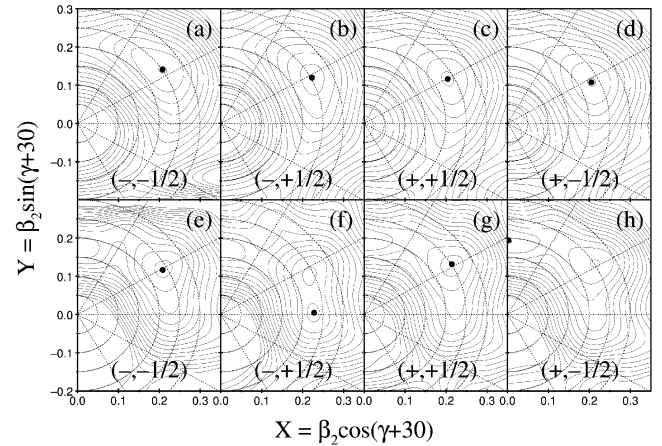 0.3
(a)
(b)
(c)
(d)
0.2
0.1
0.0
-0.1
(–,–1/2)
(–,+1/2)
(+,+1/2)
(+,–1/2)
(e)
(f)
(g)
(h)
0.2
0.1
0.0
-0.1
(–,–1/2)
(–,+1/2)
(+,+1/2)
(+,–1/2)
-0.2
0.0 0.1 0.2 0.3 0.0 0.1 0.2 0.3 0.0 0.1 0.2 0.3 0.0 0.1 0.2 0.3
Y = β₂sin(γ+30)
X = β₂cos(γ+30)